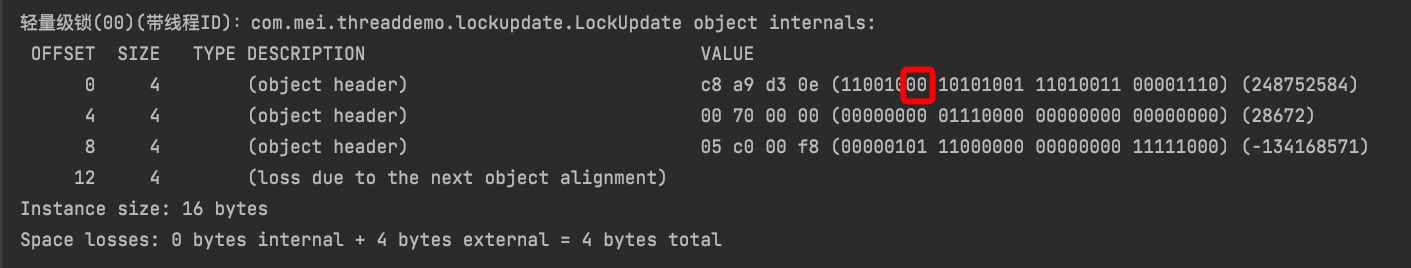 轻量级锁(00)(带线程ID)：com.mei.threaddemo.lockupdate.LockUpdate object internals:
OFFSET  SIZE   TYPE DESCRIPTION                               VALUE
0     4        (object header)                           c8 a9 d3 0e (11001000 10101001 11010011 00001110) (248752584)
4     4        (object header)                           00 70 00 00 (00000000 01110000 00000000 00000000) (28672)
8     4        (object header)                           05 c0 00 f8 (00000101 11000000 00000000 11111000) (-134168571)
12     4        (loss due to the next object alignment)
Instance size: 16 bytes
Space losses: 0 bytes internal + 4 bytes external = 4 bytes total